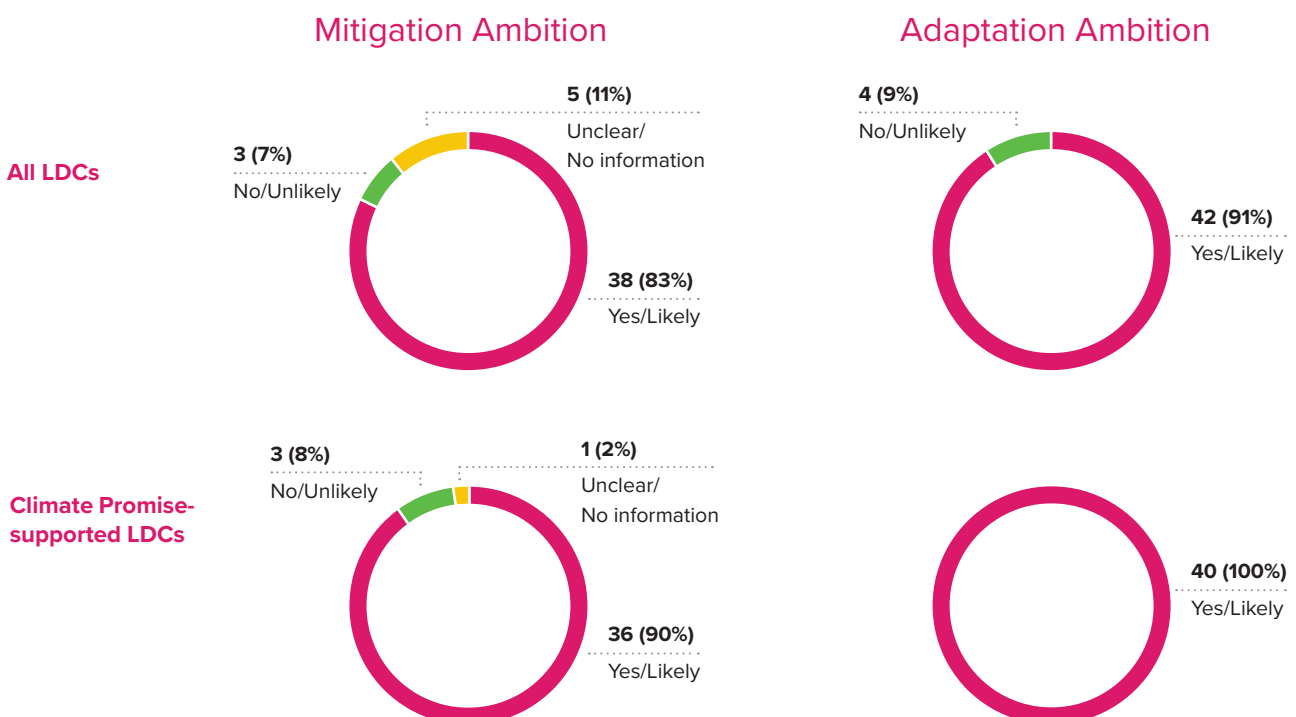 Mitigation Ambition
Adaptation Ambition
All LDCs
5 (11%)
Unclear/
No information
3 (7%)
No/Unlikely
38 (83%)
Yes/Likely
4 (9%)
No/Unlikely
42 (91%)
Yes/Likely
Climate Promise-
supported LDCs
3 (8%)
No/Unlikely
1 (2%)
Unclear/
No information
36 (90%)
Yes/Likely
40 (100%)
Yes/Likely